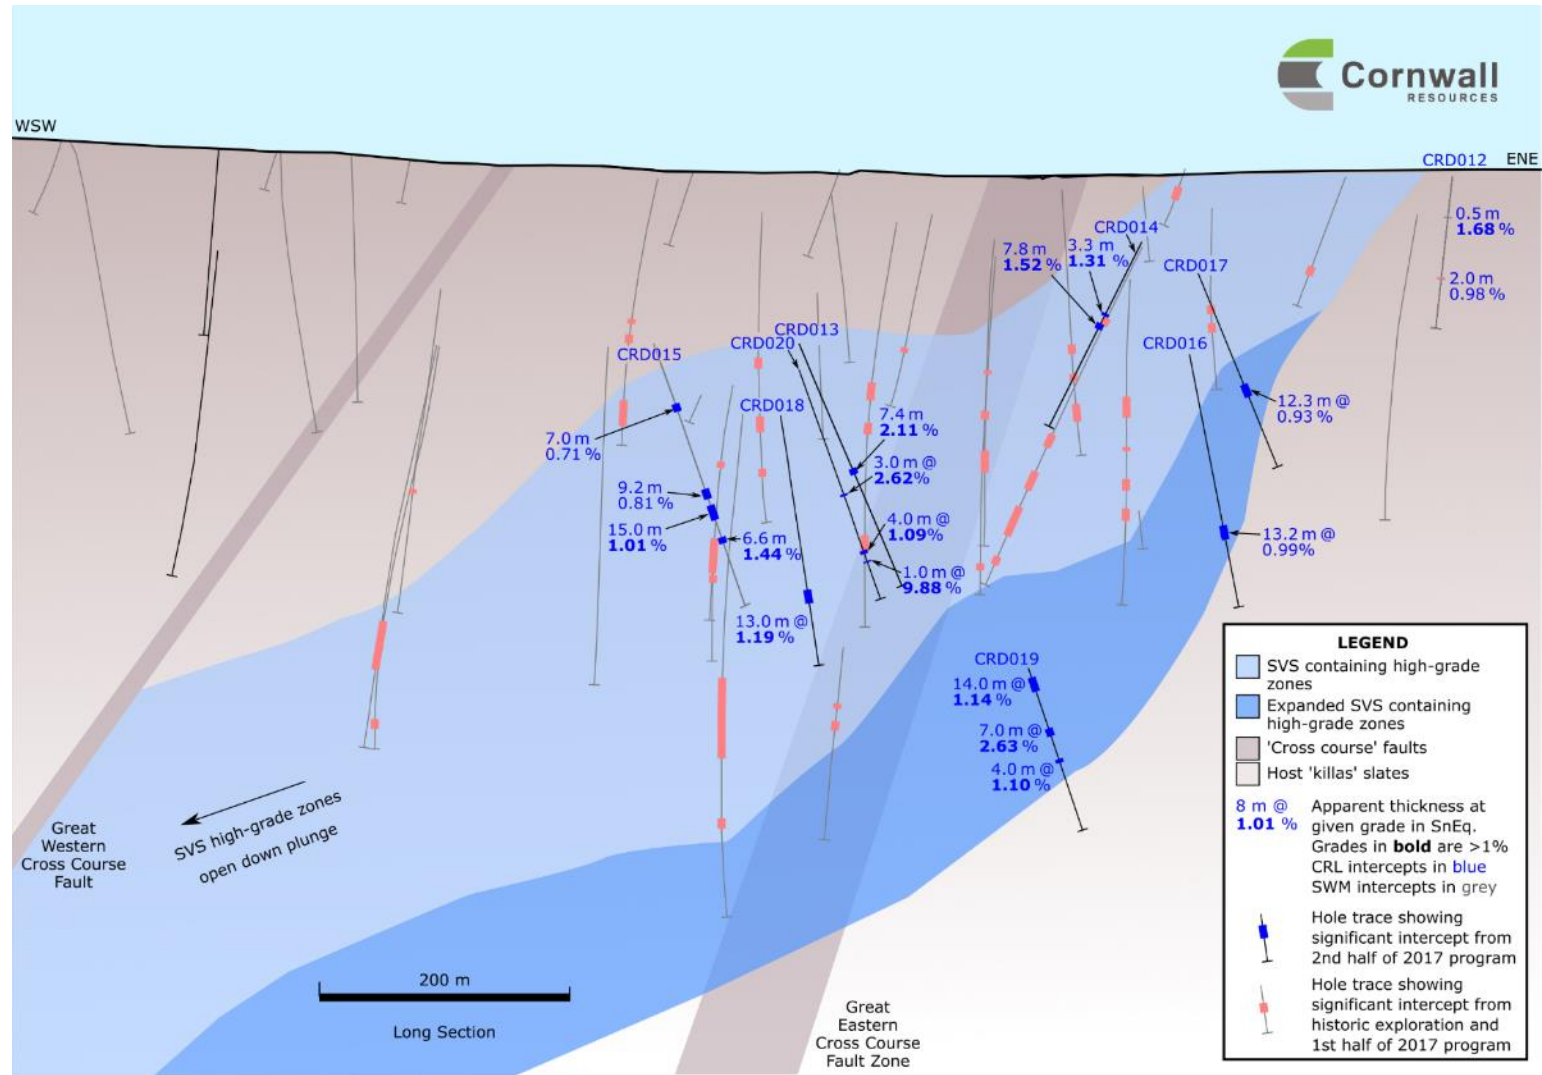 Cornwall
RESOURCES
WSW
CRD012 ENE
0.5 m
1.68 %
2.0 m
0.98 %
CRD014
7.8 m
1.52 %
3.3 m
1.31 %
CRD017
CRD016
CRD013
CRD020
CRD015
CRD018
12.3 m @
0.93 %
7.0 m
0.71 %
7.4 m
2.11 %
3.0 m @
2.62%
9.2 m
0.81 %
15.0 m
1.01 %
6.6 m
1.44 %
4.0 m @
1.09%
1.0 m @
9.88 %
13.2 m @
0.99%
13.0 m @
1.19 %
CRD019
14.0 m @
1.14 %
7.0 m @
2.63 %
4.0 m @
1.10 %
SVS high-grade zones
open down plunge
Great
Western
Cross Course
Fault
200 m
Long Section
Great
Eastern
Cross Course
Fault Zone
LEGEND
SVS containing high-grade
zones
Expanded SVS containing
high-grade zones
'Cross course' faults
Host 'killas' slates
8 m @
1.01 %
Apparent thickness at
given grade in SnEq.
Grades in bold are >1%
CRL intercepts in blue
SWM intercepts in grey
Hole trace showing
significant intercept from
2nd half of 2017 program
Hole trace showing
significant intercept from
historic exploration and
1st half of 2017 program